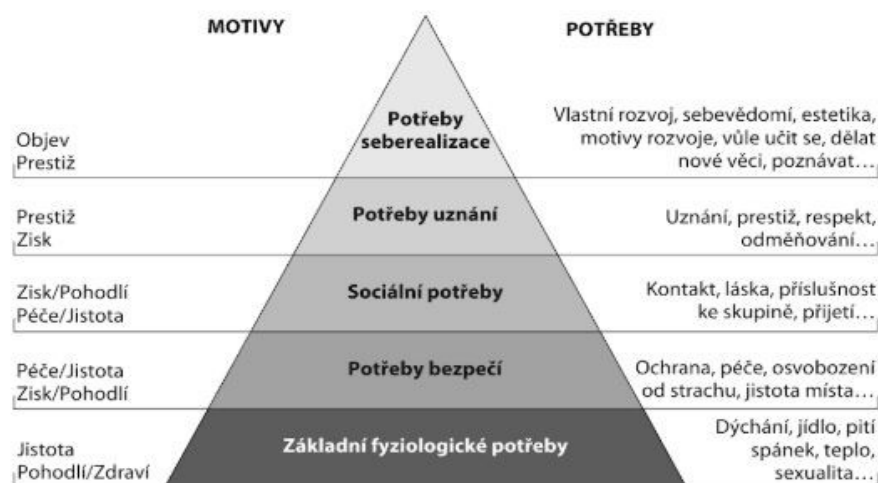 MOTIVY
POTŘEBY
Objev
Prestiž
Potřeby
seberealizace
Vlastní rozvoj, sebevědomí, estetika,
motivy rozvoje, vůle učit se, dělat
nové věci, poznávat...
Prestiž
Zisk
Potřeby uznání
Uznání, prestiž, respekt,
odměňování...
Zisk/Pohodlí
Péče/Jistota
Sociální potřeby
Kontakt, láska, příslušnost
ke skupině, přijetí...
Péče/Jistota
Zisk/Pohodlí
Potřeby bezpečí
Ochrana, péče, osvobození
od strachu, jistota místa...
Jistota
Pohodlí/Zdraví
Základní fyziologické potřeby
Dýchání, jídlo, pití
spánek, teplo,
sexualita...